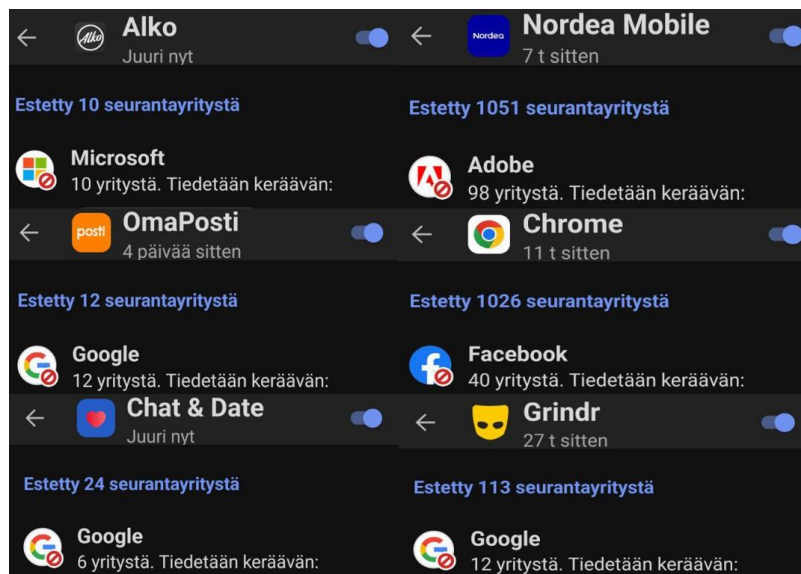 Alko
Alko
Juuri nyt
Estetty 10 seurantayritystä
Microsoft
10 yritystä. Tiedetään keräävän:
Nordea
Nordea Mobile
7 t sitten
Estetty 1051 seurantayritystä
Adobe
98 yritystä. Tiedetään keräävän:
posti
OmaPosti
4 päivää sitten
Estetty 12 seurantayritystä
Google
12 yritystä. Tiedetään keräävän:
Chrome
11 t sitten
Estetty 1026 seurantayritystä
Facebook
40 yritystä. Tiedetään keräävän:
Chat & Date
Juuri nyt
Estetty 24 seurantayritystä
Google
6 yritystä. Tiedetään keräävän:
Grindr
27 t sitten
Estetty 113 seurantayritystä
Google
12 yritystä. Tiedetään keräävän: